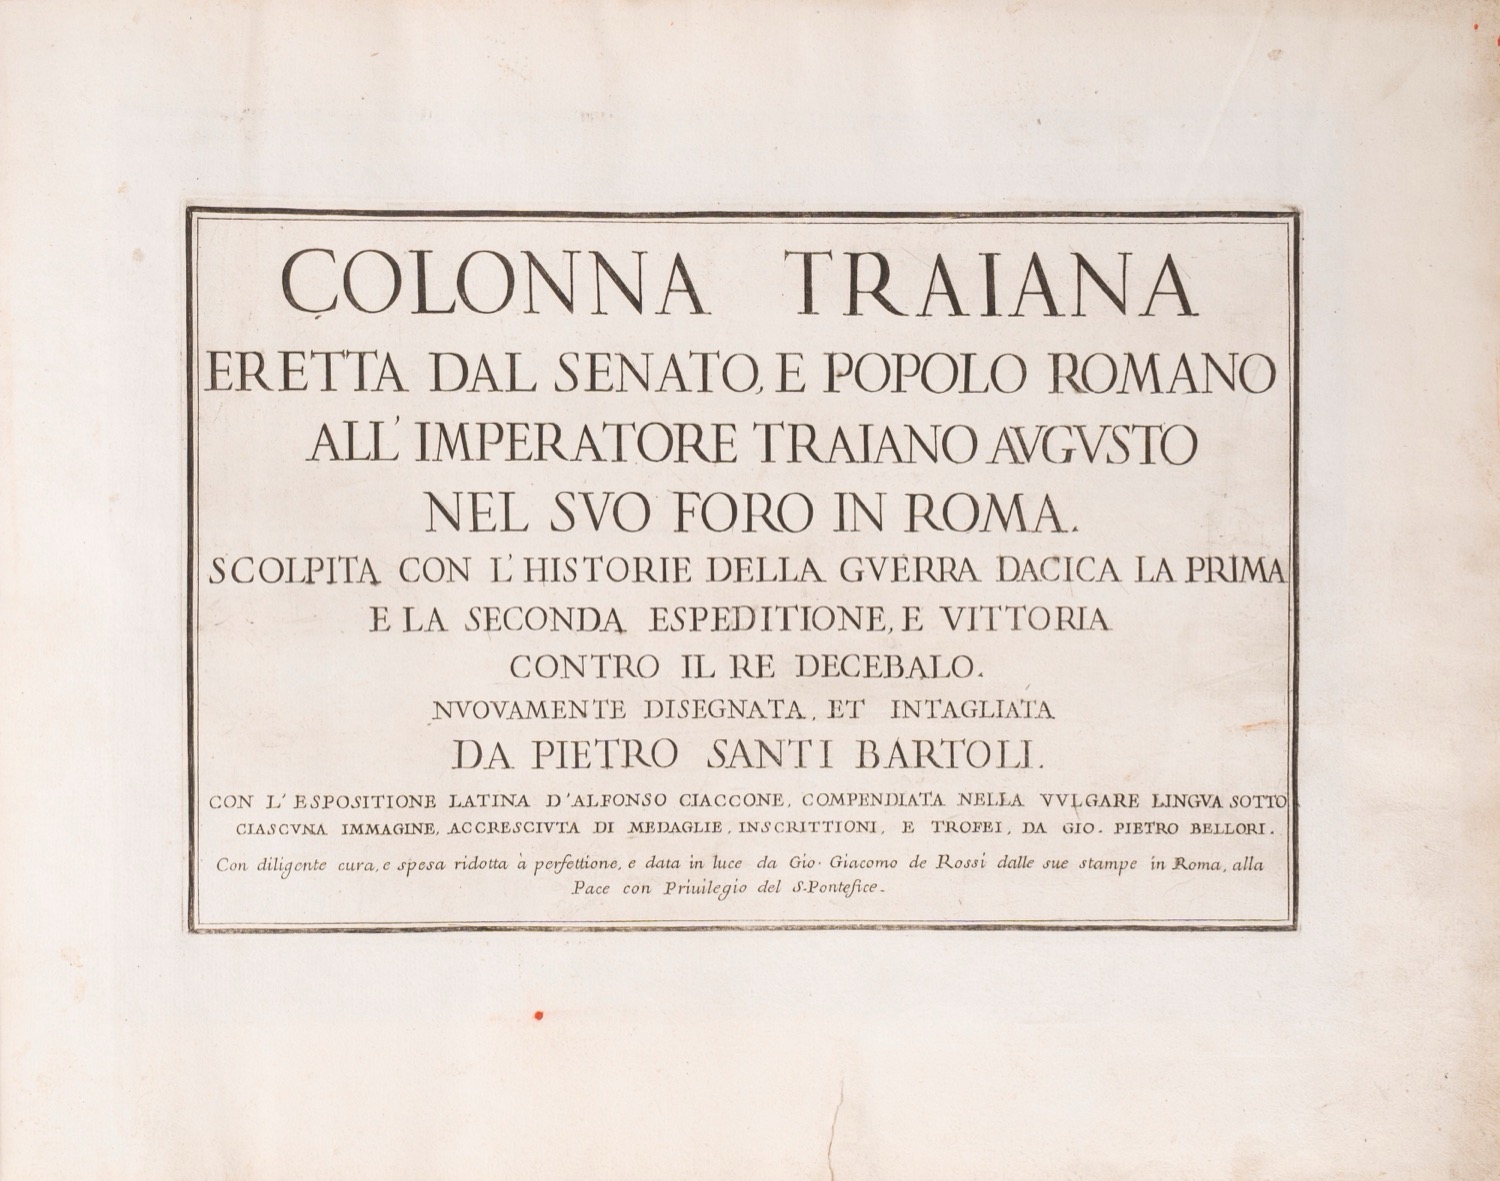 COLONNA TRAIANA
ERETTA DAL SENATO, E POPOLO ROMANO
ALL' IMPERATORE TRAIANO AVGVSTO
NEL SVO FORO IN ROMA.
SCOLPITA CON L'HISTORIE DELLA GVERRA DACICA LA PRIMA
E LA SECONDA ESPEDITIONE, E VITTORIA
CONTRO IL RE DECEBALO.
NVOVAMENTE DISEGNATA, ET INTAGLIATA
DA PIETRO SANTI BARTOLI.
CON L'ESPOSITIONE LATINA D'ALFONSO CIACCONE, COMPENDIATA NELLA VVLGARE LINGVA SOTTO
CIASCVNA IMMAGINE, ACCRESCIVTA DI MEDAGLIE, INSCRITTIONI, E TROFEI, DA GIO. PIETRO BELLORI.
Con diligente cura, e spesa ridotta à perfettione, e data in luce da Gio. Giacomo de Rossi dalle sue stampe in Roma, alla
Pace con Priuilegio del S. Pontefice.